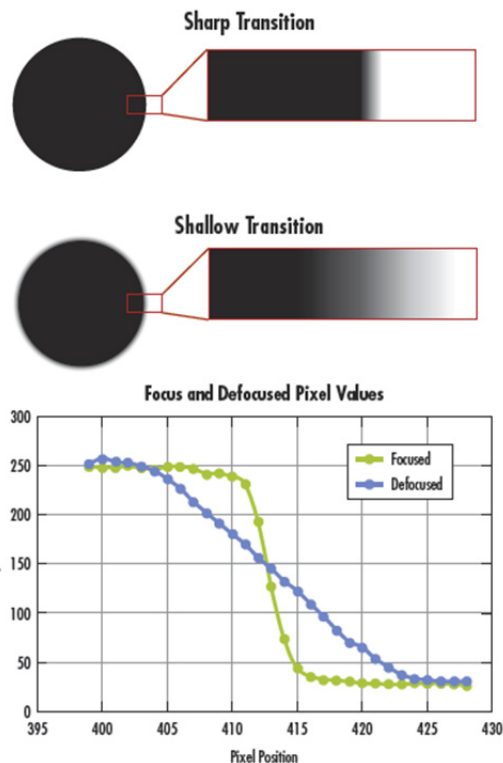 Sharp Transition
Shallow Transition
Focus and Defocused Pixel Values
300
250
200
150
100
50
0
Focused
Defocused
395 400 405 410 415 420 425 430
Pixel Position